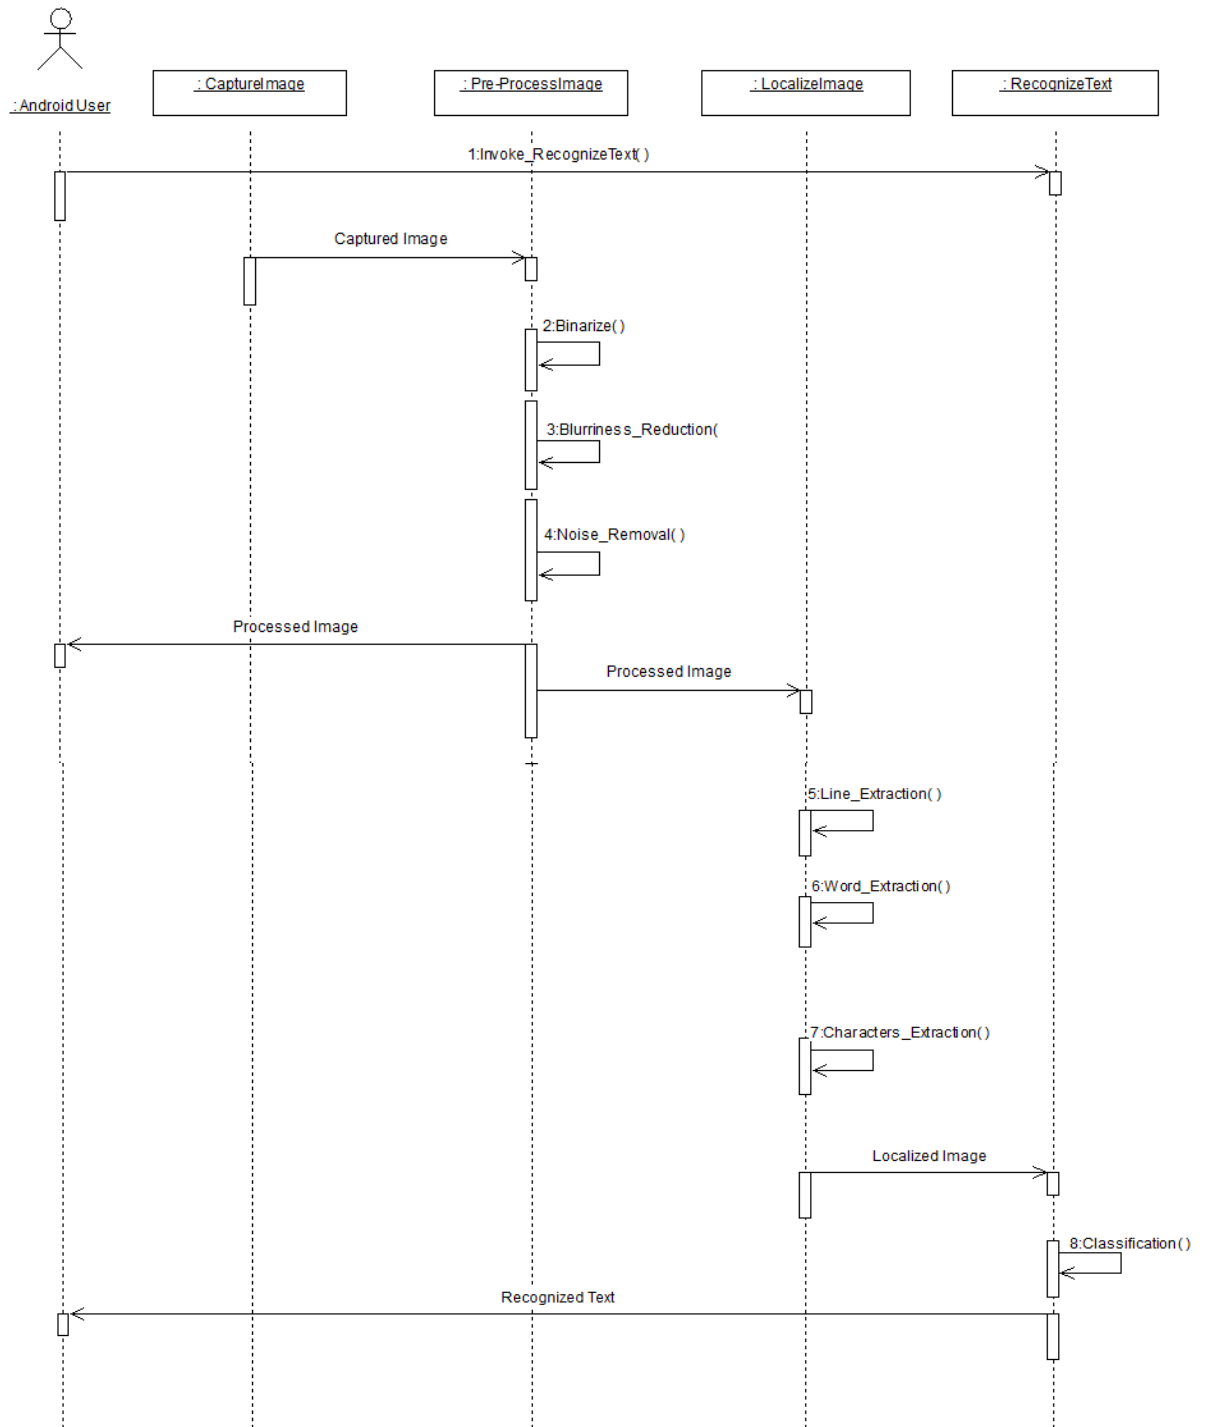 : CaptureImage
: Pre-ProcessImage
: LocalizeImage
: RecognizeText
: Android User
1:Invoke_RecognizeText( )
Captured Image
2:Binarize( )
3:Blurriness_Reduction(
4:Noise_Removal( )
Processed Image
Processed Image
5:Line_Extraction( )
6:Word_Extraction( )
7:Characters_Extraction( )
Localized Image
8:Classification( )
Recognized Text